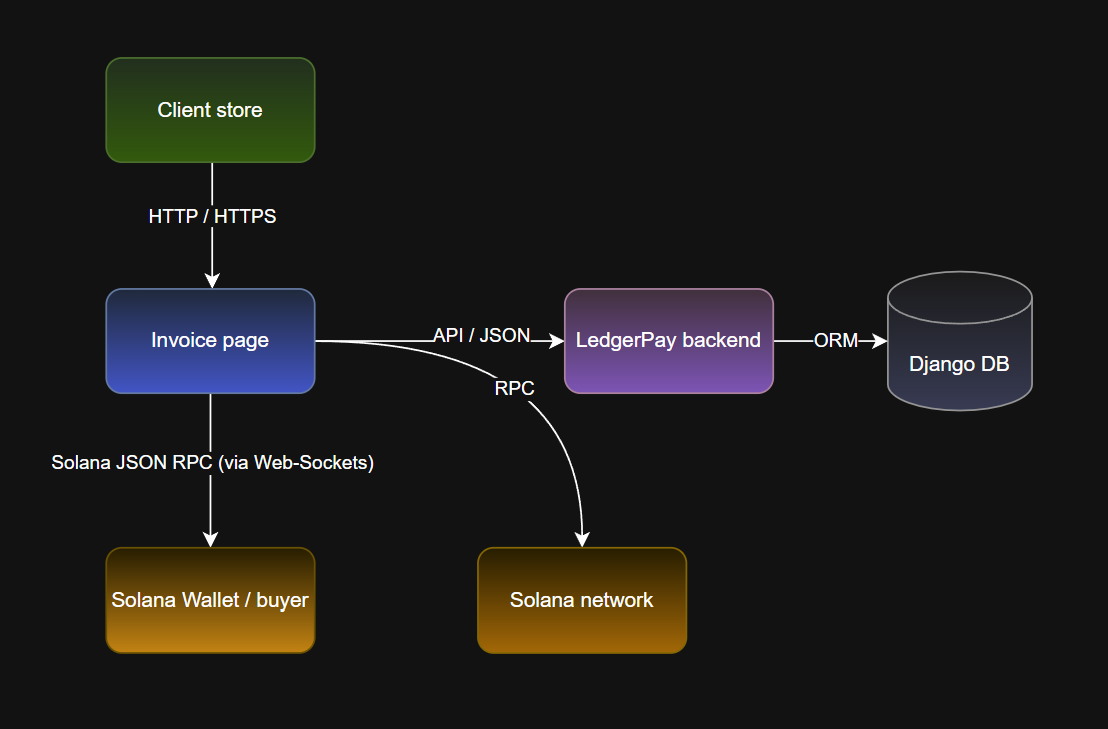 Client store
HTTP / HTTPS
Invoice page
API / JSON
LedgerPay backend
ORM
Django DB
RPC
Solana JSON RPC (via Web-Sockets)
Solana Wallet / buyer
Solana network